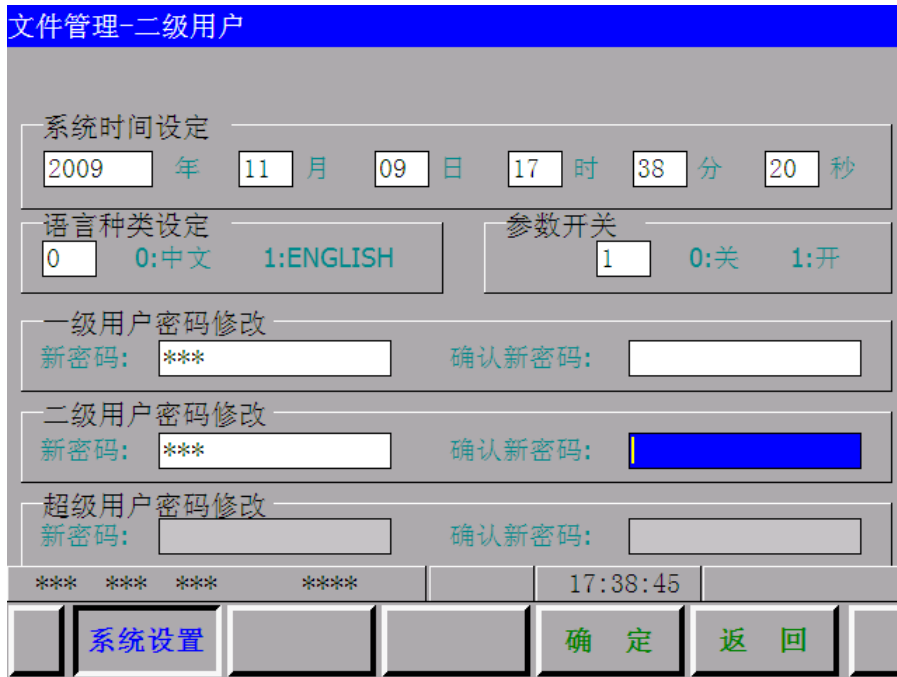 文件管理-二级用户
系统时间设定
2009 年 11 月 09 日 17 时 38 分 20 秒
语言种类设定 参数开关
0 0:中文 1:ENGLISH 1 0:关 1:开
一级用户密码修改
新密码: *** 确认新密码:
二级用户密码修改
新密码: *** 确认新密码:
超级用户密码修改
新密码: 确认新密码:
*** *** *** **** 17:38:45
系统设置 确 定 返 回